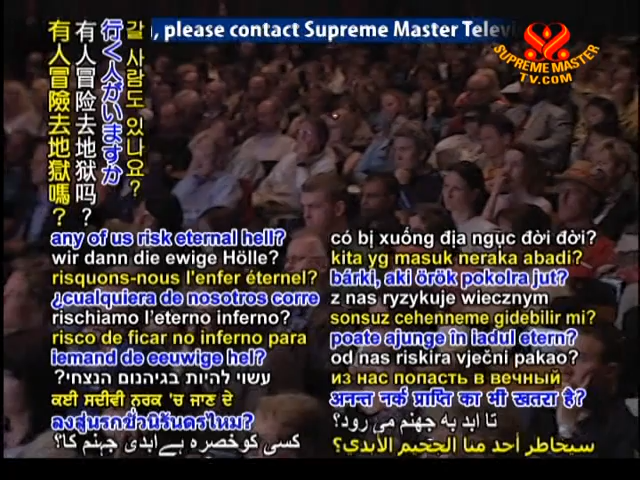 , please contact Supreme Master Televi
SUPREME MASTER
TV.COM
갈 사람도 있나요?
行く人がいますか
有人冒险去地狱吗?
有人冒險去地獄嗎?
any of us risk eternal hell?
wir dann die ewige Hölle?
risquons-nous l'enfer éternel?
¿cualquiera de nosotros corre
rischiamo l'eterno inferno?
risco de ficar no inferno para
iemand de eeuwige hel?
עשוי להיות בגיהנום הנצחי?
ਕਈ ਸਦੀਵੀ ਨਰਕ 'ਚ ਜਾਣ ਦੇ
ลงสู่นรกชั่วนิรันดรไหม?
کسی کو خصرہ ہے ابدی جہنم کا؟
có bị xuống địa ngục đời đời?
kita yg masuk neraka abadi?
bárki, aki örök pokolra jut?
z nas ryzykuje wiecznym
sonsuz cehenneme gidebilir mi?
poate ajunge în iadul etern?
od nas riskira vječni pakao?
из нас попасть в вечный
अनन्त नर्क प्राप्ति का भी खतरा है?
تا ابد به جهنم می رود؟
سيخاطر أحد منا الجحيم الأبدي؟